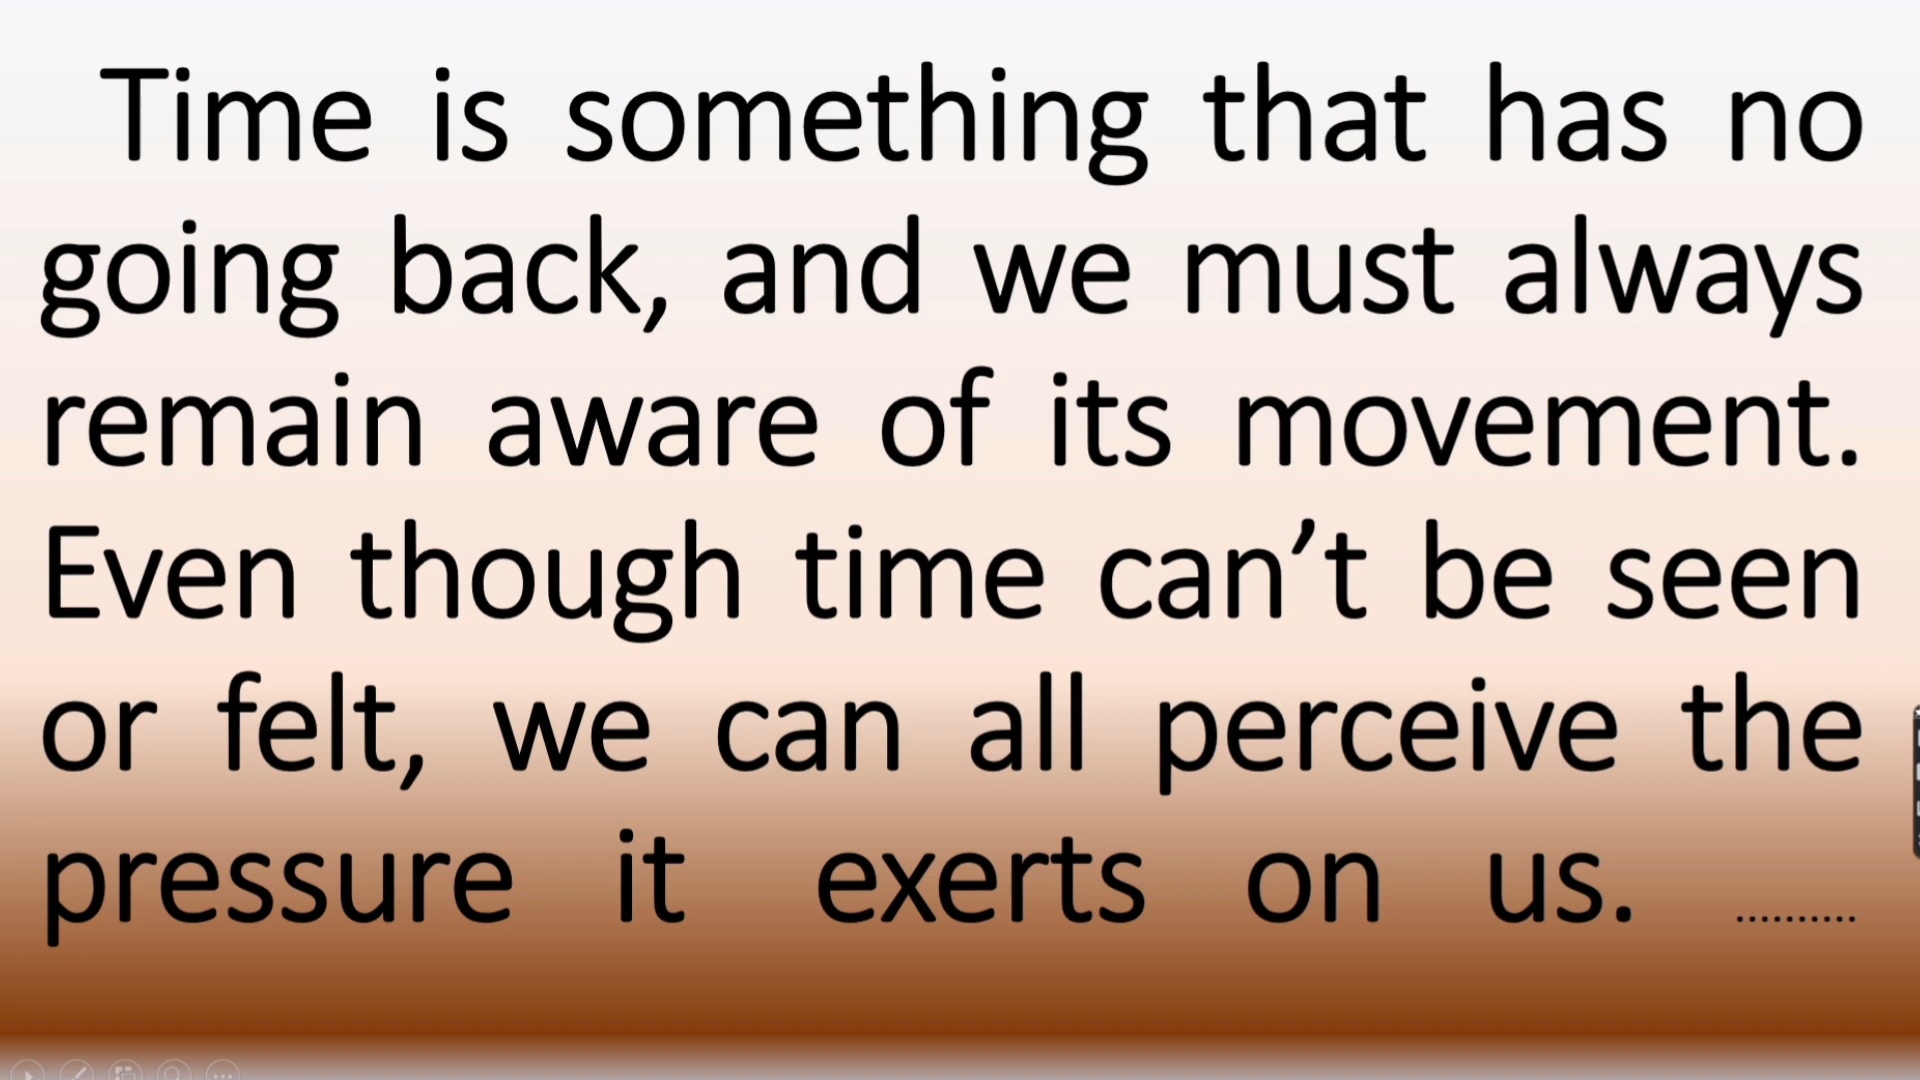 Time is something that has no
going back, and we must always
remain aware of its movement.
Even though time can’t be seen
or felt, we can all perceive the
pressure it exerts on us. ..........